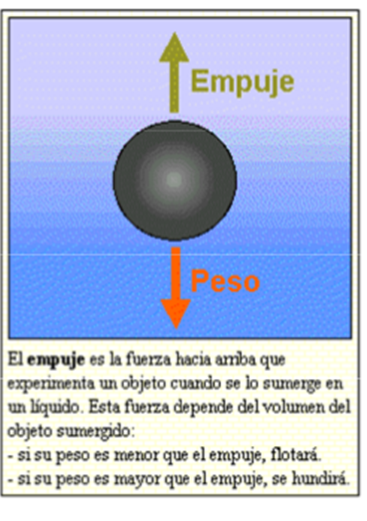 Empuje
Peso
El empuje es la fuerza hacia arriba que
experimenta un objeto cuando se lo sumerge en
un líquido. Esta fuerza depende del volumen del
objeto sumergido:
- si su peso es menor que el empuje, flotará.
- si su peso es mayor que el empuje, se hundirá.